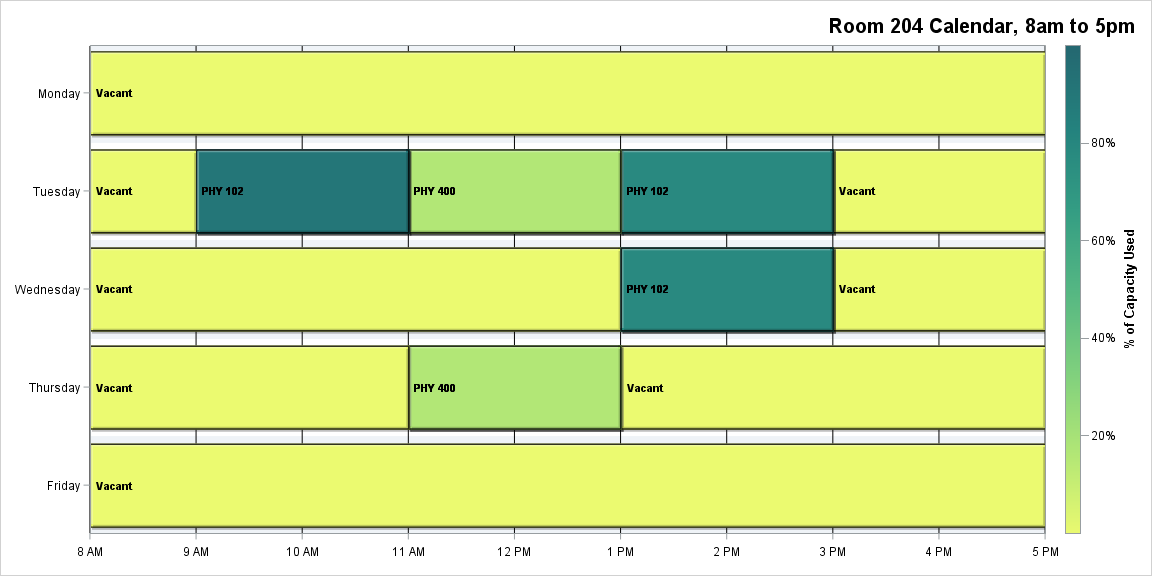 Room 204 Calendar, 8am to 5pm
Monday
Vacant
80%
Tuesday
Vacant
PHY 102
PHY 400
PHY 102
Vacant
60%
Wednesday
Vacant
PHY 102
Vacant
% of Capacity Used
40%
Thursday
Vacant
PHY 400
Vacant
20%
Friday
Vacant
8 AM
9 AM
10 AM
11 AM
12 PM
1 PM
2 PM
3 PM
4 PM
5 PM